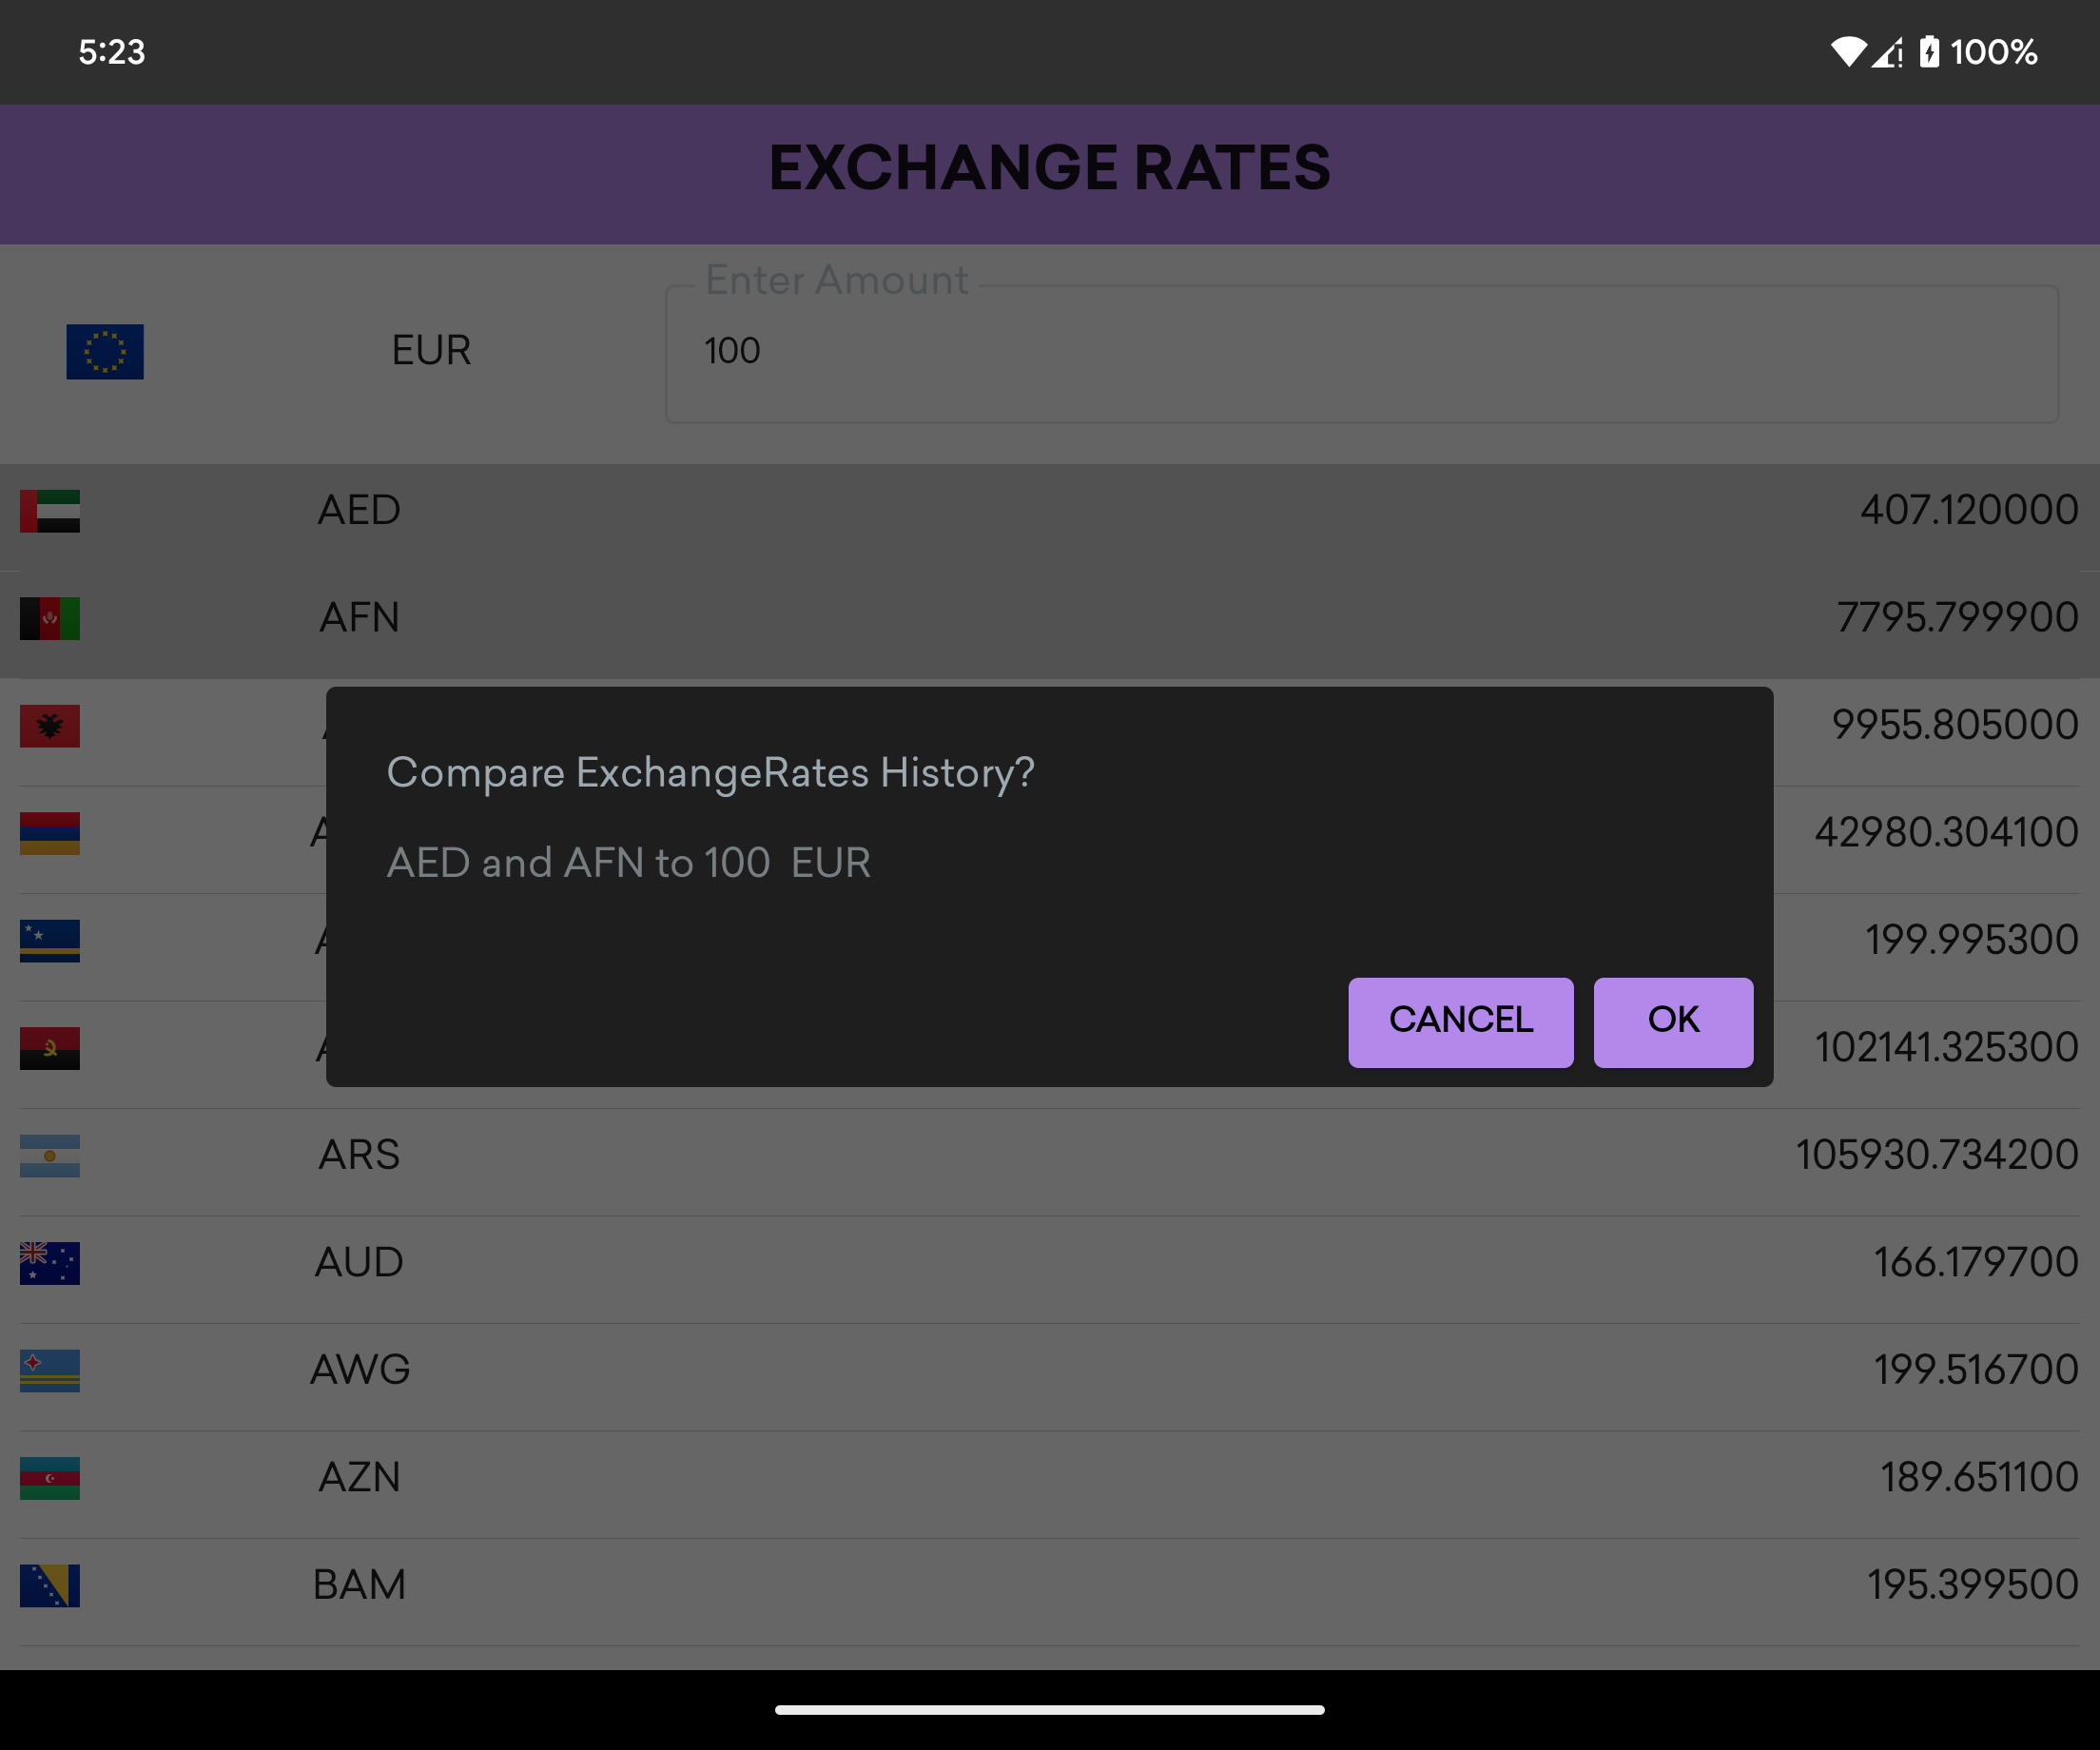 5:23
100%
EXCHANGE RATES
Enter Amount
EUR
100
AED 407.120000
AFN 7795.799900
9955.805000
Compare ExchangeRates History?
42980.304100
AED and AFN to 100 EUR
199.995300
CANCEL OK
102141.325300
ARS 105930.734200
AUD 166.179700
AWG 199.516700
AZN 189.651100
BAM 195.399500